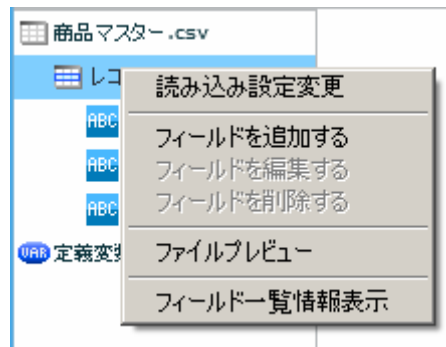 商品マスター.csv
レコ
読み込み設定変更
ABC
フィールドを追加する
ABC
フィールドを編集する
ABC
フィールドを削除する
VAR 定義変
ファイルプレビュー
フィールド一覧情報表示